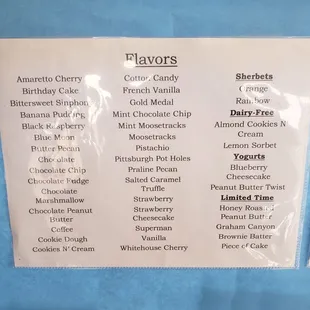 Flavors
Amaretto Cherry
Birthday Cake
Bittersweet Sinphony
Banana Pudding
Black Raspberry
Blue Moon
Butter Pecan
Chocolate
Chocolate Chip
Chocolate Fudge
Chocolate
Marshmallow
Chocolate Peanut
Butter
Coffee
Cookie Dough
Cookies N' Cream
Cotton Candy
French Vanilla
Gold Medal
Mint Chocolate Chip
Mint Moosetracks
Moosetracks
Pistachio
Pittsburgh Pot Holes
Praline Pecan
Salted Caramel
Truffle
Strawberry
Strawberry
Cheesecake
Superman
Vanilla
Whitehouse Cherry
Sherbets
Orange
Rainbow
Dairy-Free
Almond Cookies N'
Cream
Lemon Sorbet
Yogurts
Blueberry
Cheesecake
Peanut Butter Twist
Limited Time
Honey Roasted
Peanut Butter
Graham Canyon
Brownie Batter
Piece of Cake